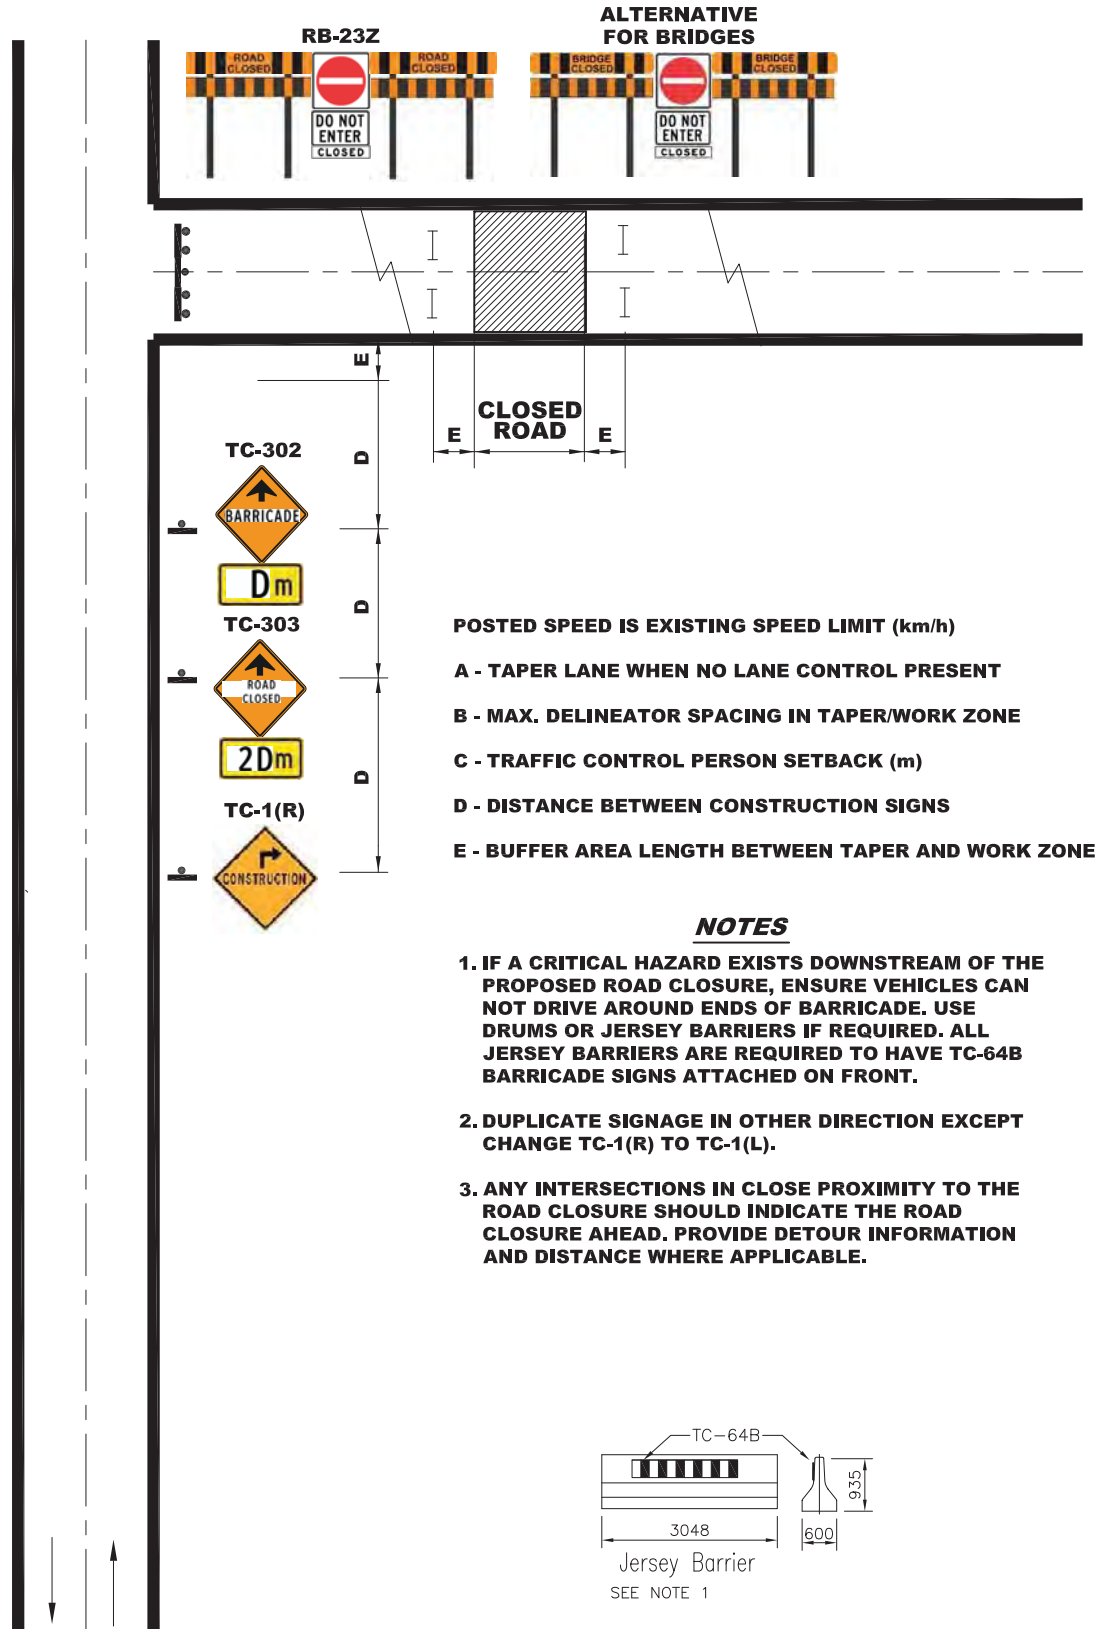 RB-23Z
ALTERNATIVE
FOR BRIDGES
ROAD
CLOSED
ROAD
CLOSED
DO NOT
ENTER
CLOSED
BRIDGE
CLOSED
BRIDGE
CLOSED
DO NOT
ENTER
CLOSED
E
E
CLOSED
ROAD
E
TC-302
D
BARRICADE
D m
D
TC-303
ROAD
CLOSED
2D m
D
TC-1(R)
CONSTRUCTION
POSTED SPEED IS EXISTING SPEED LIMIT (km/h)
A - TAPER LANE WHEN NO LANE CONTROL PRESENT
B - MAX. DELINEATOR SPACING IN TAPER/WORK ZONE
C - TRAFFIC CONTROL PERSON SETBACK (m)
D - DISTANCE BETWEEN CONSTRUCTION SIGNS
E - BUFFER AREA LENGTH BETWEEN TAPER AND WORK ZONE
NOTES
1. IF A CRITICAL HAZARD EXISTS DOWNSTREAM OF THE
PROPOSED ROAD CLOSURE, ENSURE VEHICLES CAN
NOT DRIVE AROUND ENDS OF BARRICADE. USE
DRUMS OR JERSEY BARRIERS IF REQUIRED. ALL
JERSEY BARRIERS ARE REQUIRED TO HAVE TC-64B
BARRICADE SIGNS ATTACHED ON FRONT.
2. DUPLICATE SIGNAGE IN OTHER DIRECTION EXCEPT
CHANGE TC-1(R) TO TC-1(L).
3. ANY INTERSECTIONS IN CLOSE PROXIMITY TO THE
ROAD CLOSURE SHOULD INDICATE THE ROAD
CLOSURE AHEAD. PROVIDE DETOUR INFORMATION
AND DISTANCE WHERE APPLICABLE.
TC-64B
935
3048
600
Jersey Barrier
SEE NOTE 1